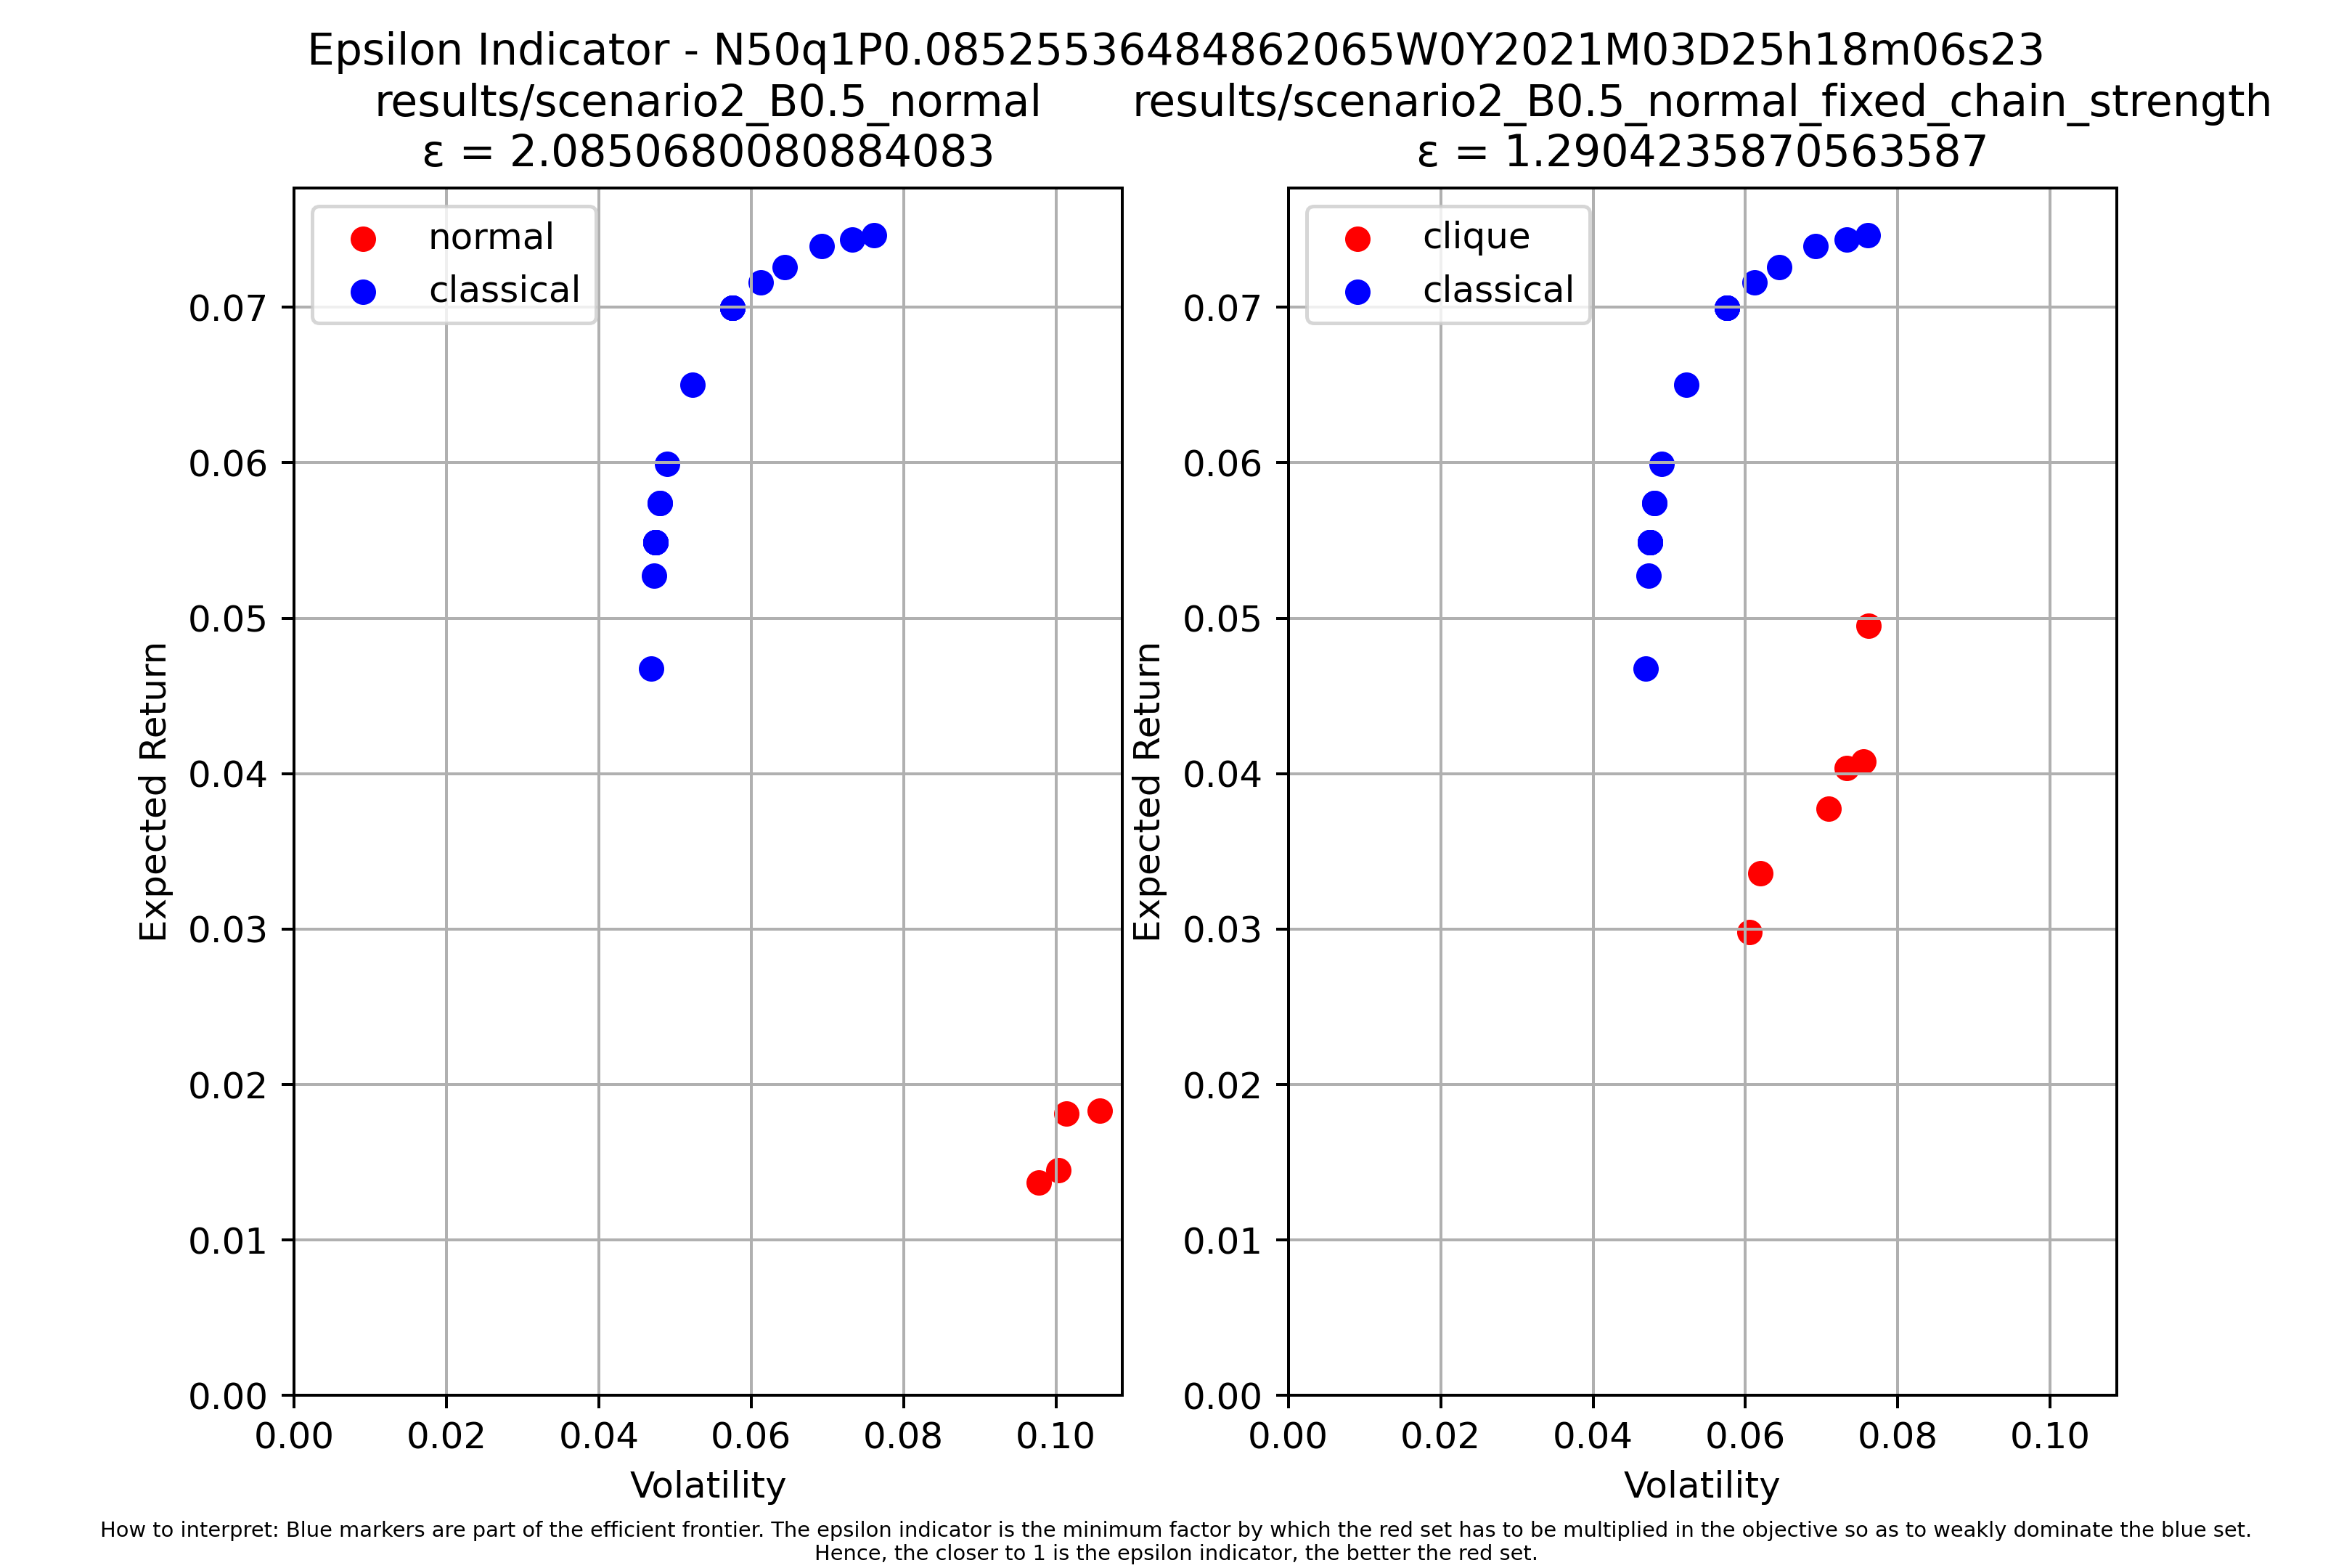 Epsilon Indicator - N50q1P0.08525536484862065W0Y2021M03D25h18m06s23
results/scenario2_B0.5_normal
ε = 2.0850680080884083
normal
classical
0.07
0.06
0.05
0.04
0.03
0.02
0.01
0.00
Expected Return
0.00 0.02 0.04 0.06 0.08 0.10
Volatility
results/scenario2_B0.5_normal_fixed_chain_strength
ε = 1.2904235870563587
clique
classical
0.07
0.06
0.05
0.04
0.03
0.02
0.01
0.00
Expected Return
0.00 0.02 0.04 0.06 0.08 0.10
Volatility
How to interpret: Blue markers are part of the efficient frontier. The epsilon indicator is the minimum factor by which the red set has to be multiplied in the objective so as to weakly dominate the blue set.
Hence, the closer to 1 is the epsilon indicator, the better the red set.